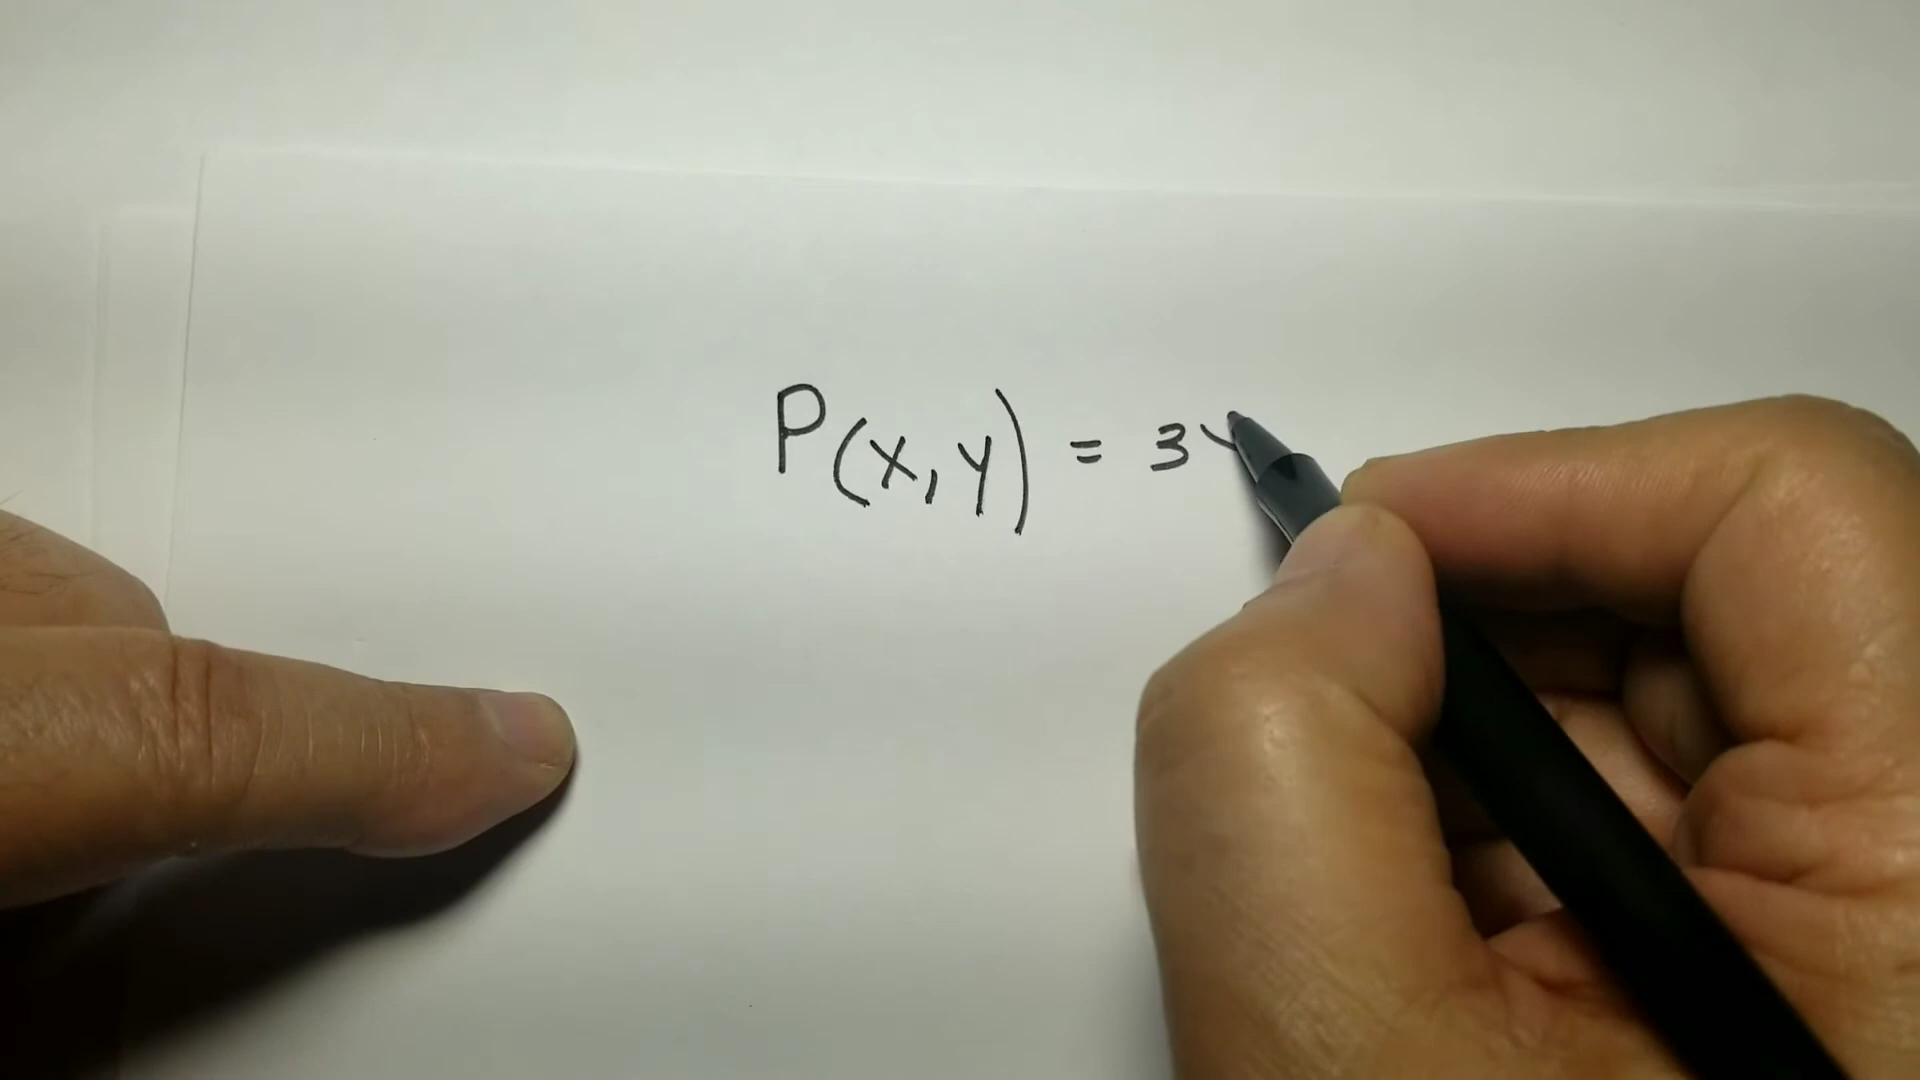 P(x,y) = 3